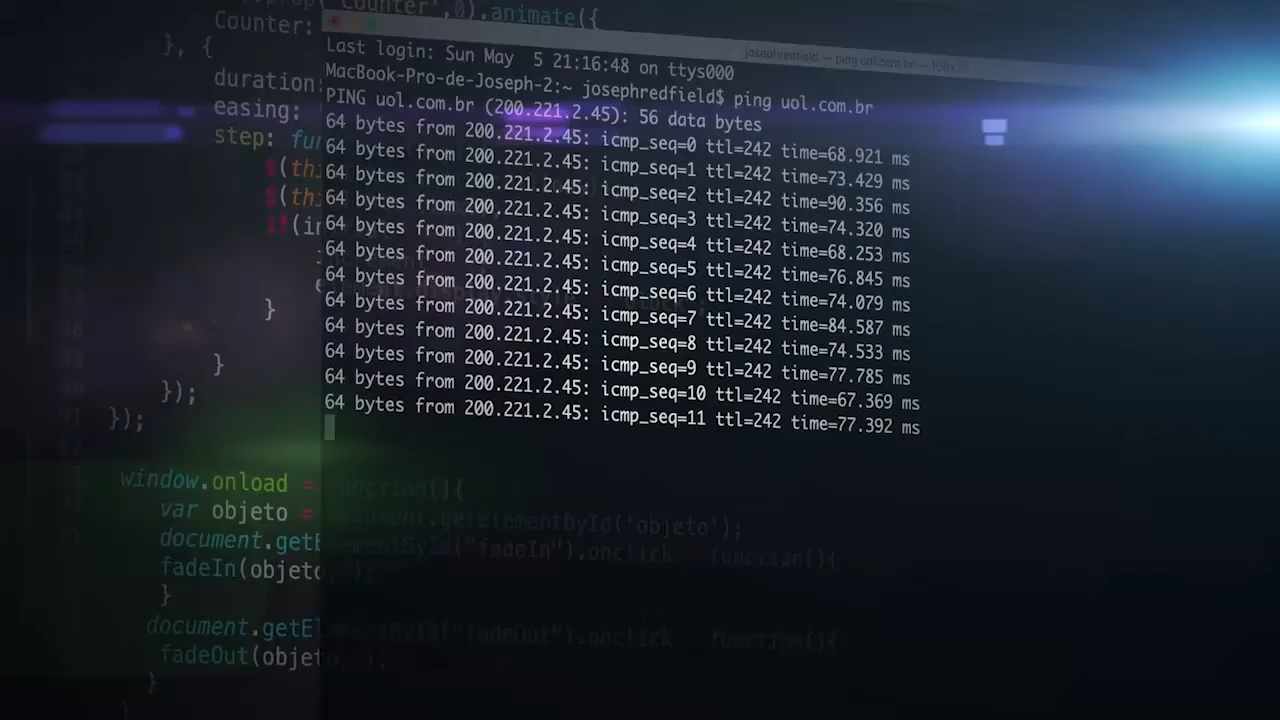 counter',0).animate({
Counter:
}, {
duration:
easing:
step: fun
$(thi
$(thi
if(in
e
}
}
});
});
window.onload = function(){
var objeto = document.getElementById('objeto');
document.getElementById("fadeIn").onclick function(){
fadeIn(objeto, );
}
document.getElementById("fadeOut").onclick function(){
fadeOut(objeto, );
}
josephredfield — ping uol.com.br —
Last login: Sun May 5 21:16:48 on ttys000
MacBook-Pro-de-Joseph-2:~ josephredfield$ ping uol.com.br
PING uol.com.br (200.221.2.45): 56 data bytes
64 bytes from 200.221.2.45: icmp_seq=0 ttl=242 time=68.921 ms
64 bytes from 200.221.2.45: icmp_seq=1 ttl=242 time=73.429 ms
64 bytes from 200.221.2.45: icmp_seq=2 ttl=242 time=90.356 ms
64 bytes from 200.221.2.45: icmp_seq=3 ttl=242 time=74.320 ms
64 bytes from 200.221.2.45: icmp_seq=4 ttl=242 time=68.253 ms
64 bytes from 200.221.2.45: icmp_seq=5 ttl=242 time=76.845 ms
64 bytes from 200.221.2.45: icmp_seq=6 ttl=242 time=74.079 ms
64 bytes from 200.221.2.45: icmp_seq=7 ttl=242 time=84.587 ms
64 bytes from 200.221.2.45: icmp_seq=8 ttl=242 time=74.533 ms
64 bytes from 200.221.2.45: icmp_seq=9 ttl=242 time=77.785 ms
64 bytes from 200.221.2.45: icmp_seq=10 ttl=242 time=67.369 ms
64 bytes from 200.221.2.45: icmp_seq=11 ttl=242 time=77.392 ms